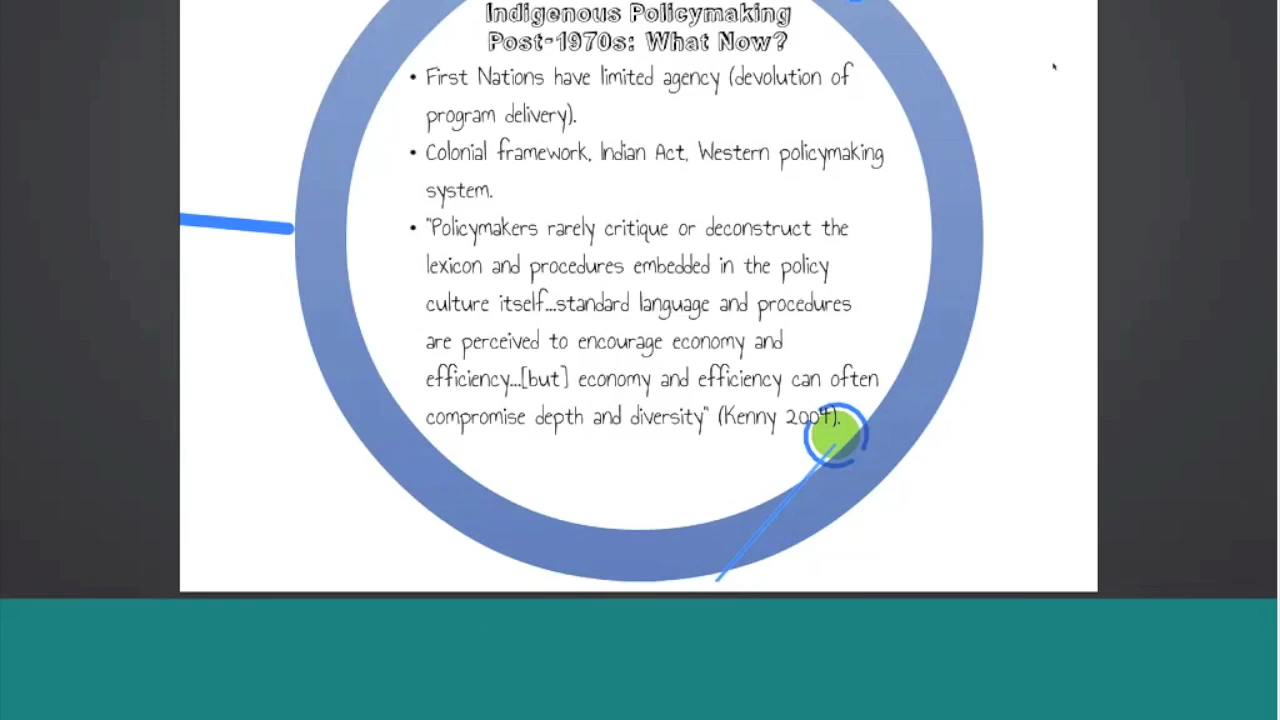 Indigenous Policymaking
Post-1970s: What Now?
• First Nations have limited agency (devolution of
program delivery).
• Colonial framework, Indian Act, Western policymaking
system.
• "Policymakers rarely critique or deconstruct the
lexicon and procedures embedded in the policy
culture itself...standard language and procedures
are perceived to encourage economy and
efficiency...[but] economy and efficiency can often
compromise depth and diversity" (Kenny 2004).